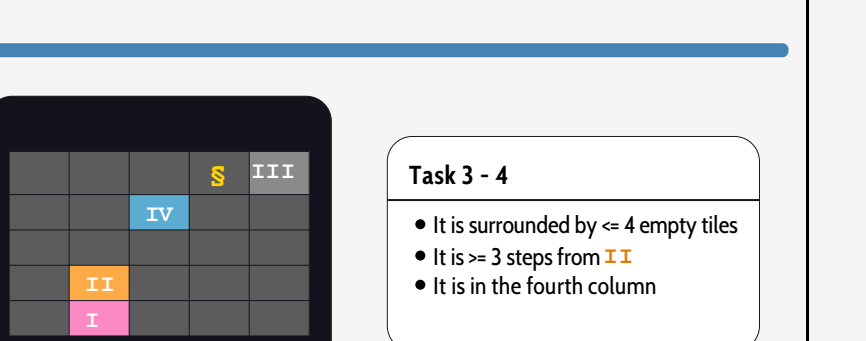 § III
IV
II
I
Task 3 - 4
● It is surrounded by <= 4 empty tiles
● It is >= 3 steps from II
● It is in the fourth column